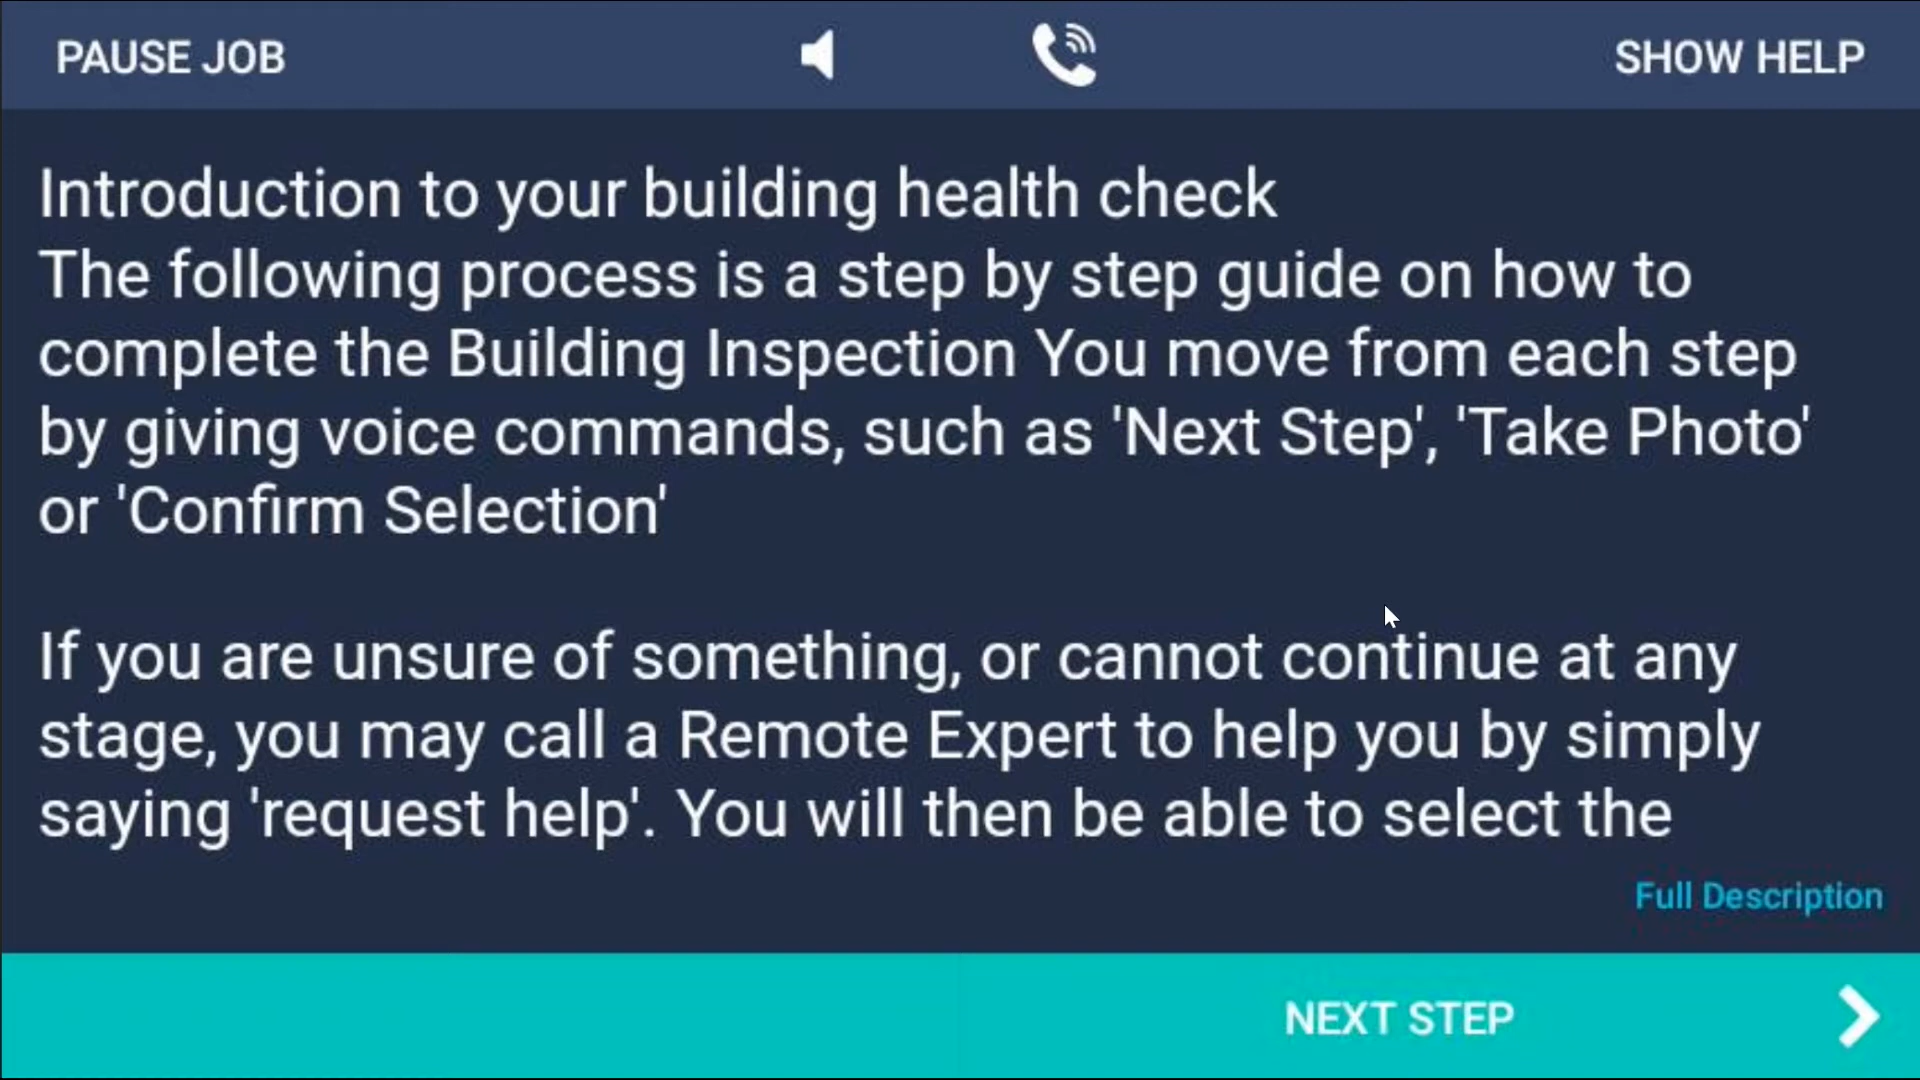 PAUSE JOB
SHOW HELP
Introduction to your building health check
The following process is a step by step guide on how to
complete the Building Inspection You move from each step
by giving voice commands, such as 'Next Step', 'Take Photo'
or 'Confirm Selection'
If you are unsure of something, or cannot continue at any
stage, you may call a Remote Expert to help you by simply
saying 'request help'. You will then be able to select the
Full Description
NEXT STEP